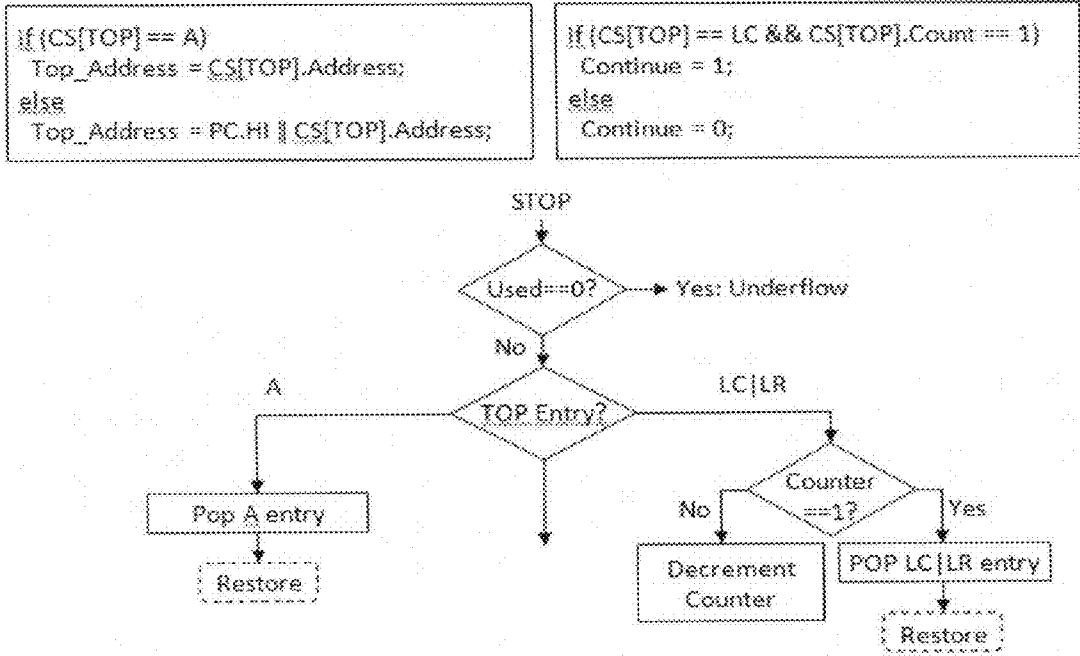 if (CS[TOP] == A)
Top_Address = CS[TOP].Address;
else
Top_Address = PC.HI || CS[TOP].Address;
if (CS[TOP] == LC && CS[TOP].Count == 1)
Continue = 1;
else
Continue = 0;
STOP
Used==0?
Yes: Underflow
No
A
TOP Entry?
LC|LR
Pop A entry
Restore
Counter
==1?
No
Yes
Decrement
Counter
POP LC|LR entry
Restore